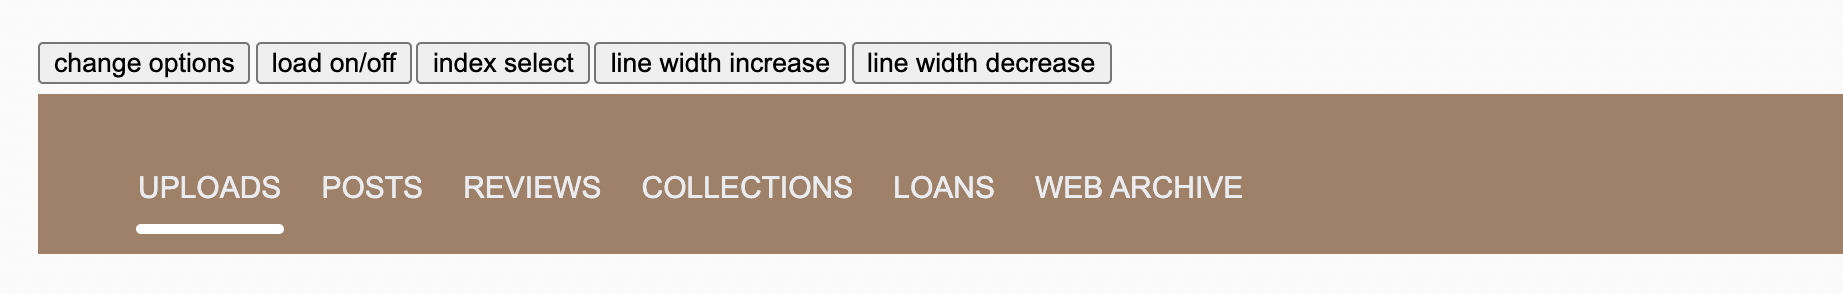 change options load on/off index select line width increase line width decrease
UPLOADS POSTS REVIEWS COLLECTIONS LOANS WEB ARCHIVE